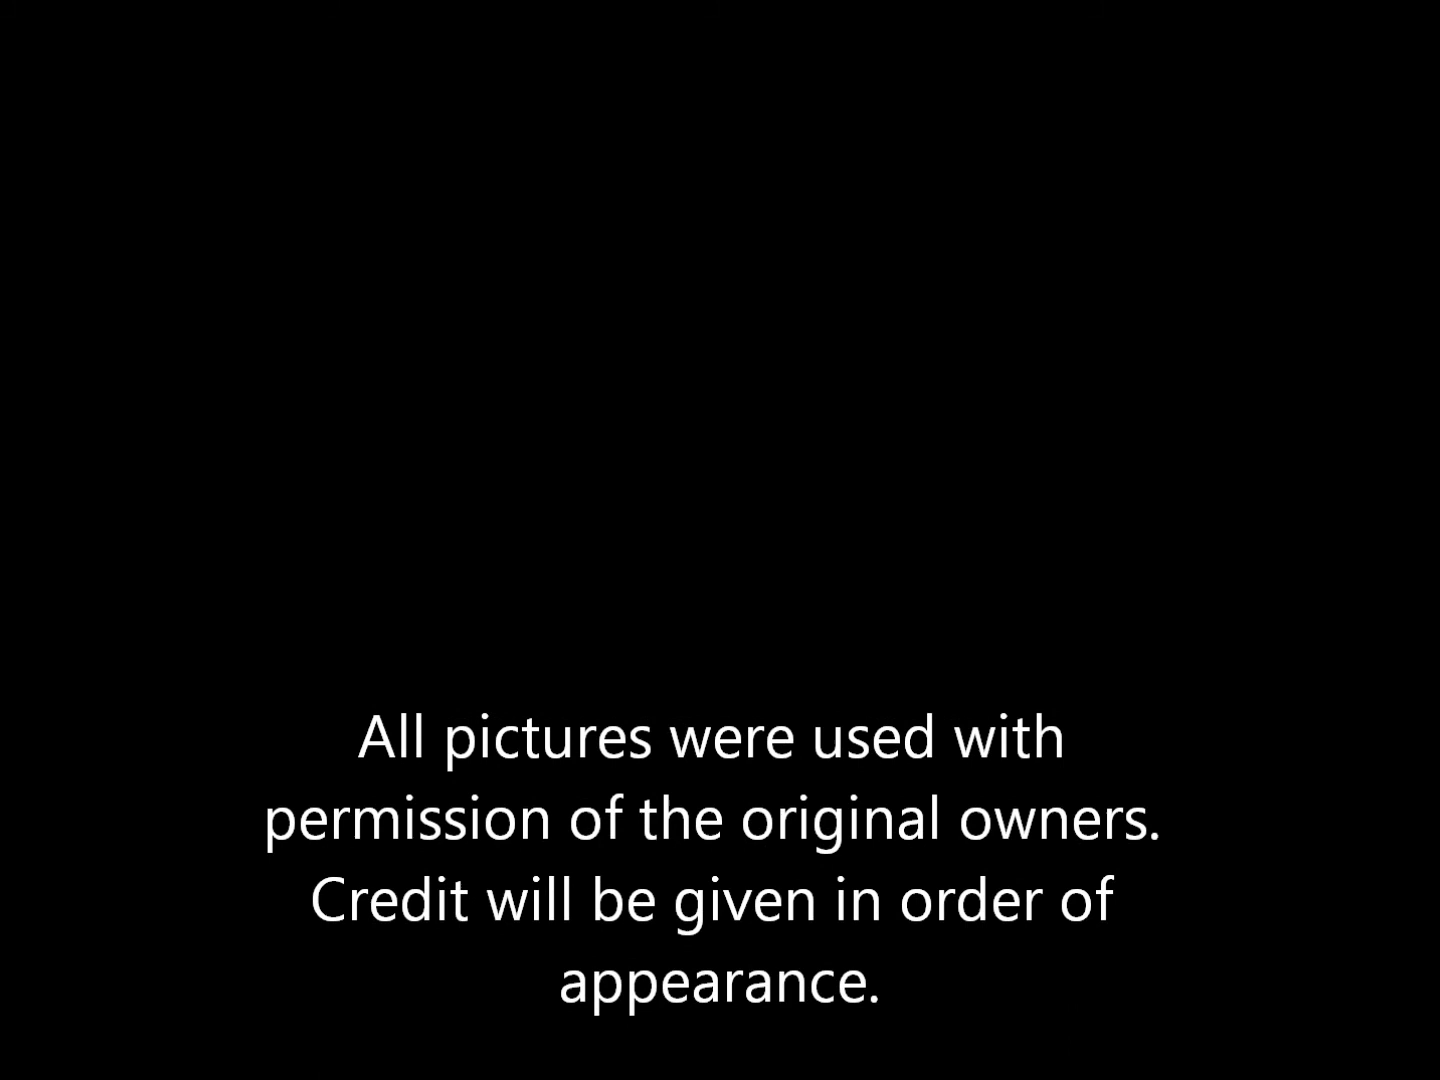 All pictures were used with
permission of the original owners.
Credit will be given in order of
appearance.